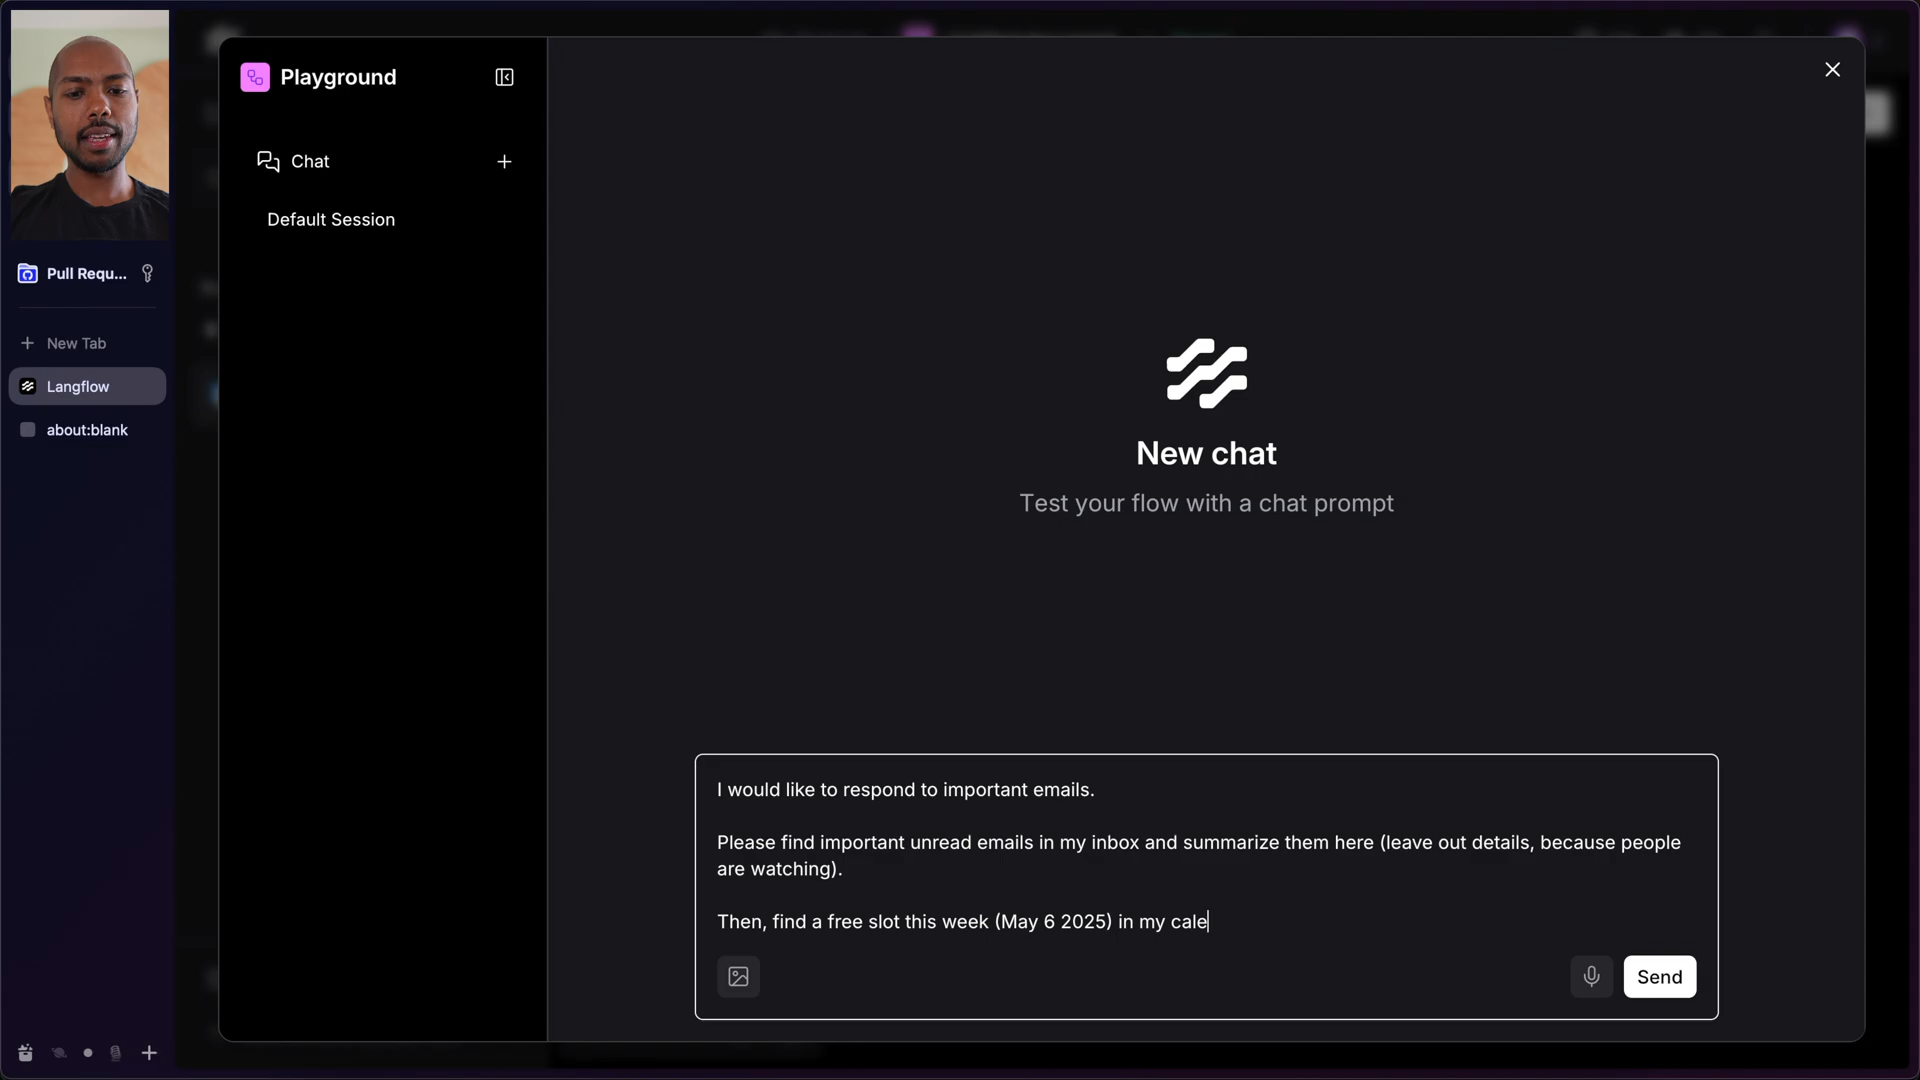 Playground
Chat
Default Session
Pull Requ...
New Tab
Langflow
about:blank
New chat
Test your flow with a chat prompt
I would like to respond to important emails.
Please find important unread emails in my inbox and summarize them here (leave out details, because people
are watching).
Then, find a free slot this week (May 6 2025) in my cale
Send